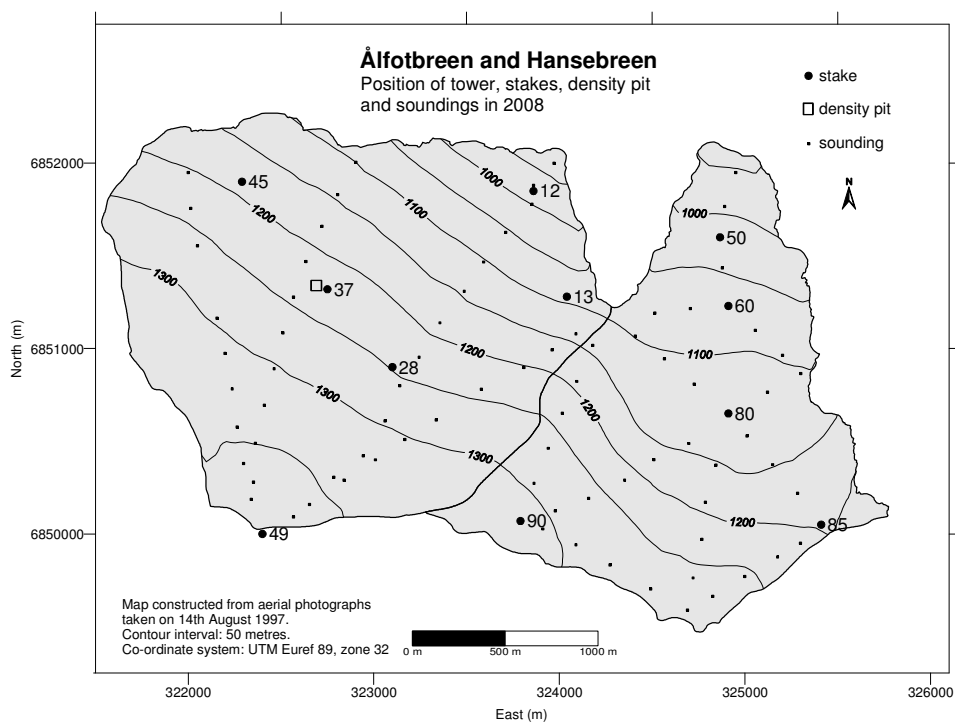 Ålfotbreen and Hansebreen
Position of tower, stakes, density pit
and soundings in 2008
stake
density pit
sounding
N
6852000
6851000
6850000
North (m)
45
12
50
37
13
60
28
80
49
90
85
1000
1100
1200
1300
1200
1300
1300
1000
1100
1200
1200
Map constructed from aerial photographs
taken on 14th August 1997.
Contour interval: 50 metres.
Co-ordinate system: UTM Euref 89, zone 32
0 m 500 m 1000 m
322000 323000 324000 325000 326000
East (m)